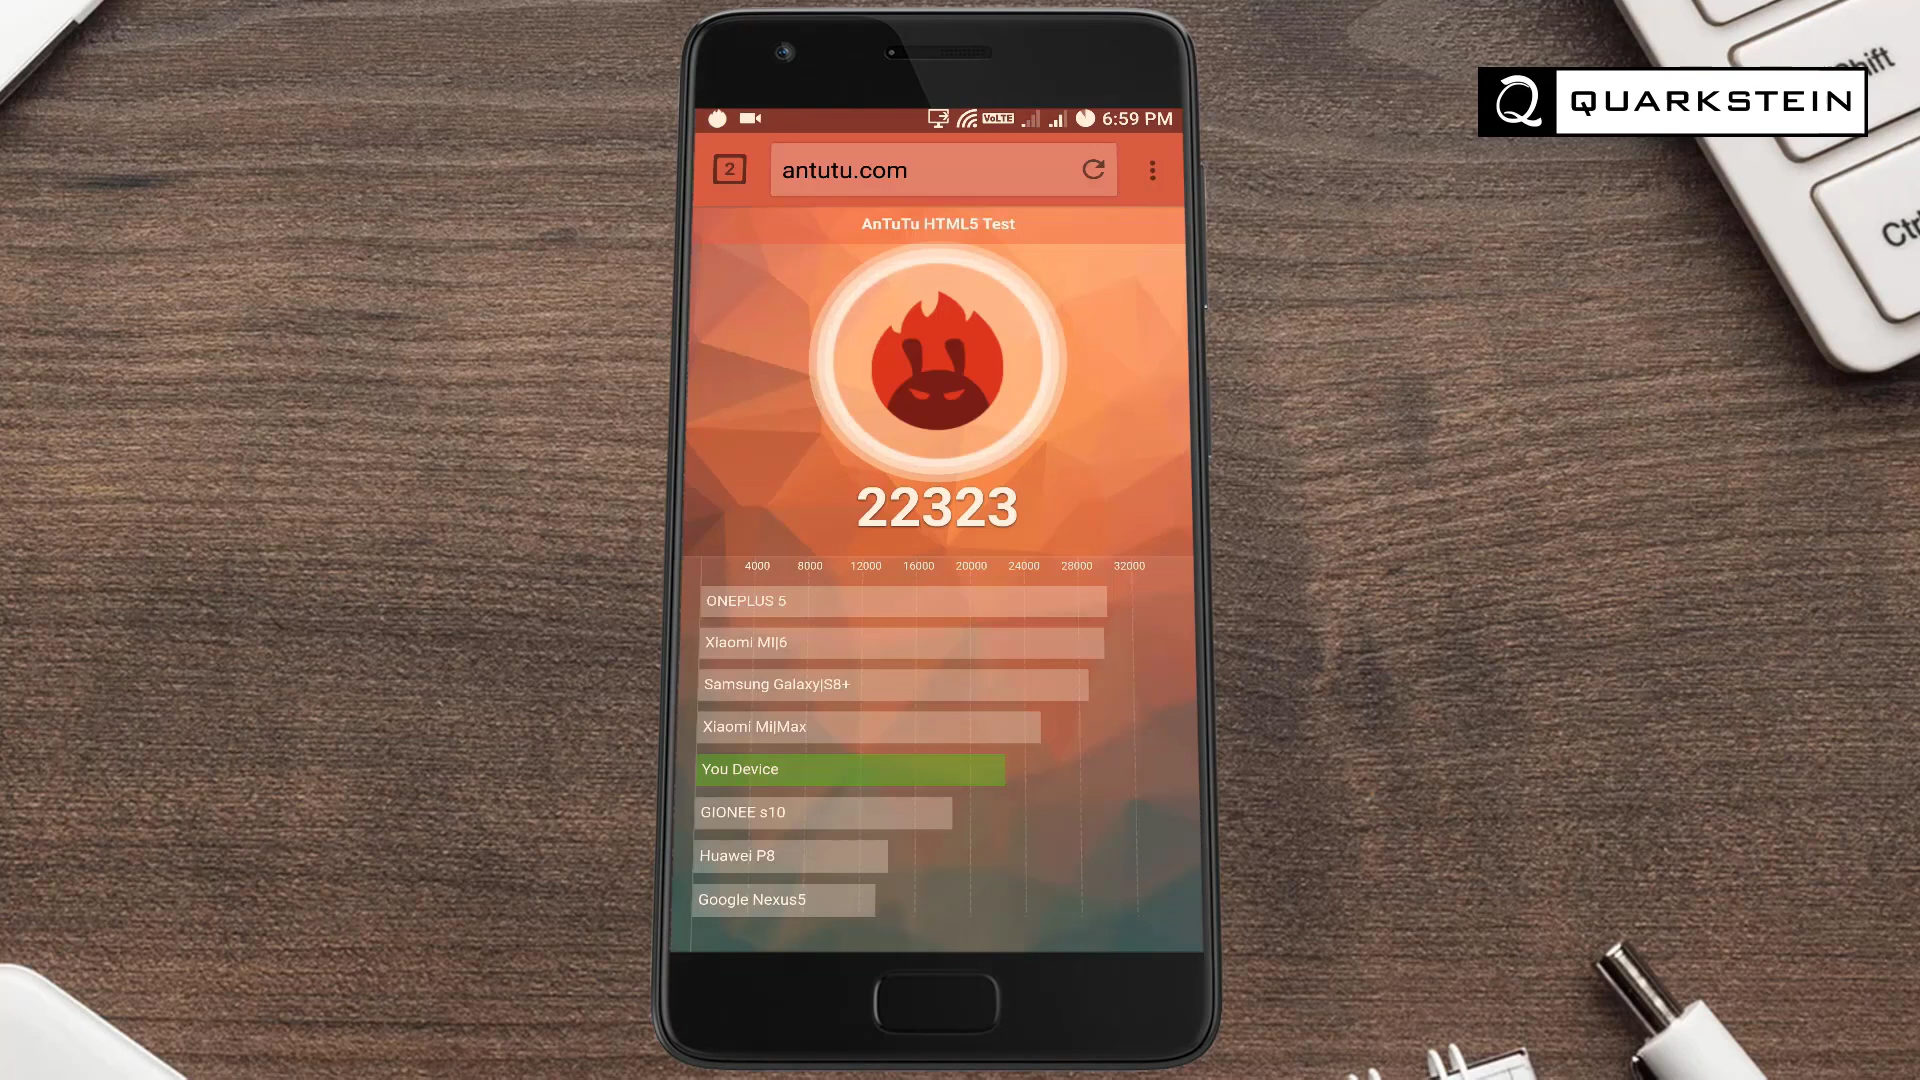 Shift
QUARKSTEIN
VoLTE 6:59 PM
2 antutu.com
Ctrl
AnTuTu HTML5 Test
22323
4000 8000 12000 16000 20000 24000 28000 32000
ONEPLUS 5
Xiaomi MI|6
Samsung Galaxy|S8+
Xiaomi Mi|Max
You Device
GIONEE s10
Huawei P8
Google Nexus5